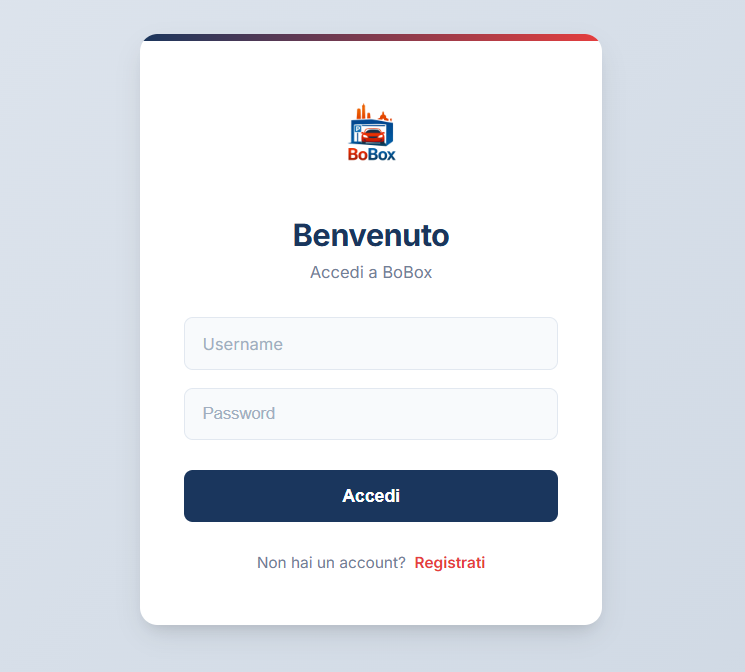 P
BoBox
Benvenuto
Accedi a BoBox
Username
Password
Accedi
Non hai un account? Registrati